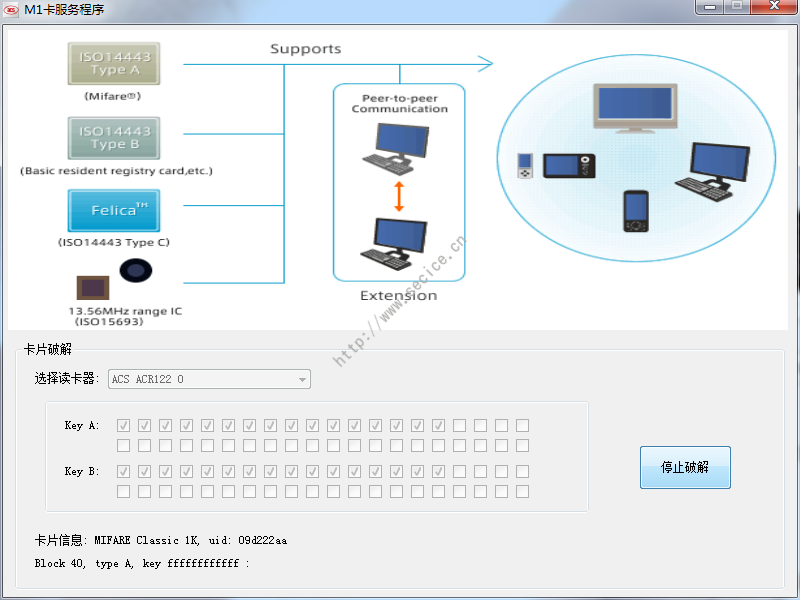 M1卡服务程序
Supports
ISO14443
Type A
(Mifare®)
ISO14443
Type B
(Basic resident registry card,etc.)
Felica™
(ISO14443 Type C)
13.56MHz range IC
(ISO15693)
Peer-to-peer
Communication
Extension
http://www.secice.cn
卡片破解
选择读卡器:
ACS ACR122 0
Key A:
Key B:
停止破解
卡片信息: MIFARE Classic 1K, uid: 09d222aa
Block 40, type A, key ffffffffffff :